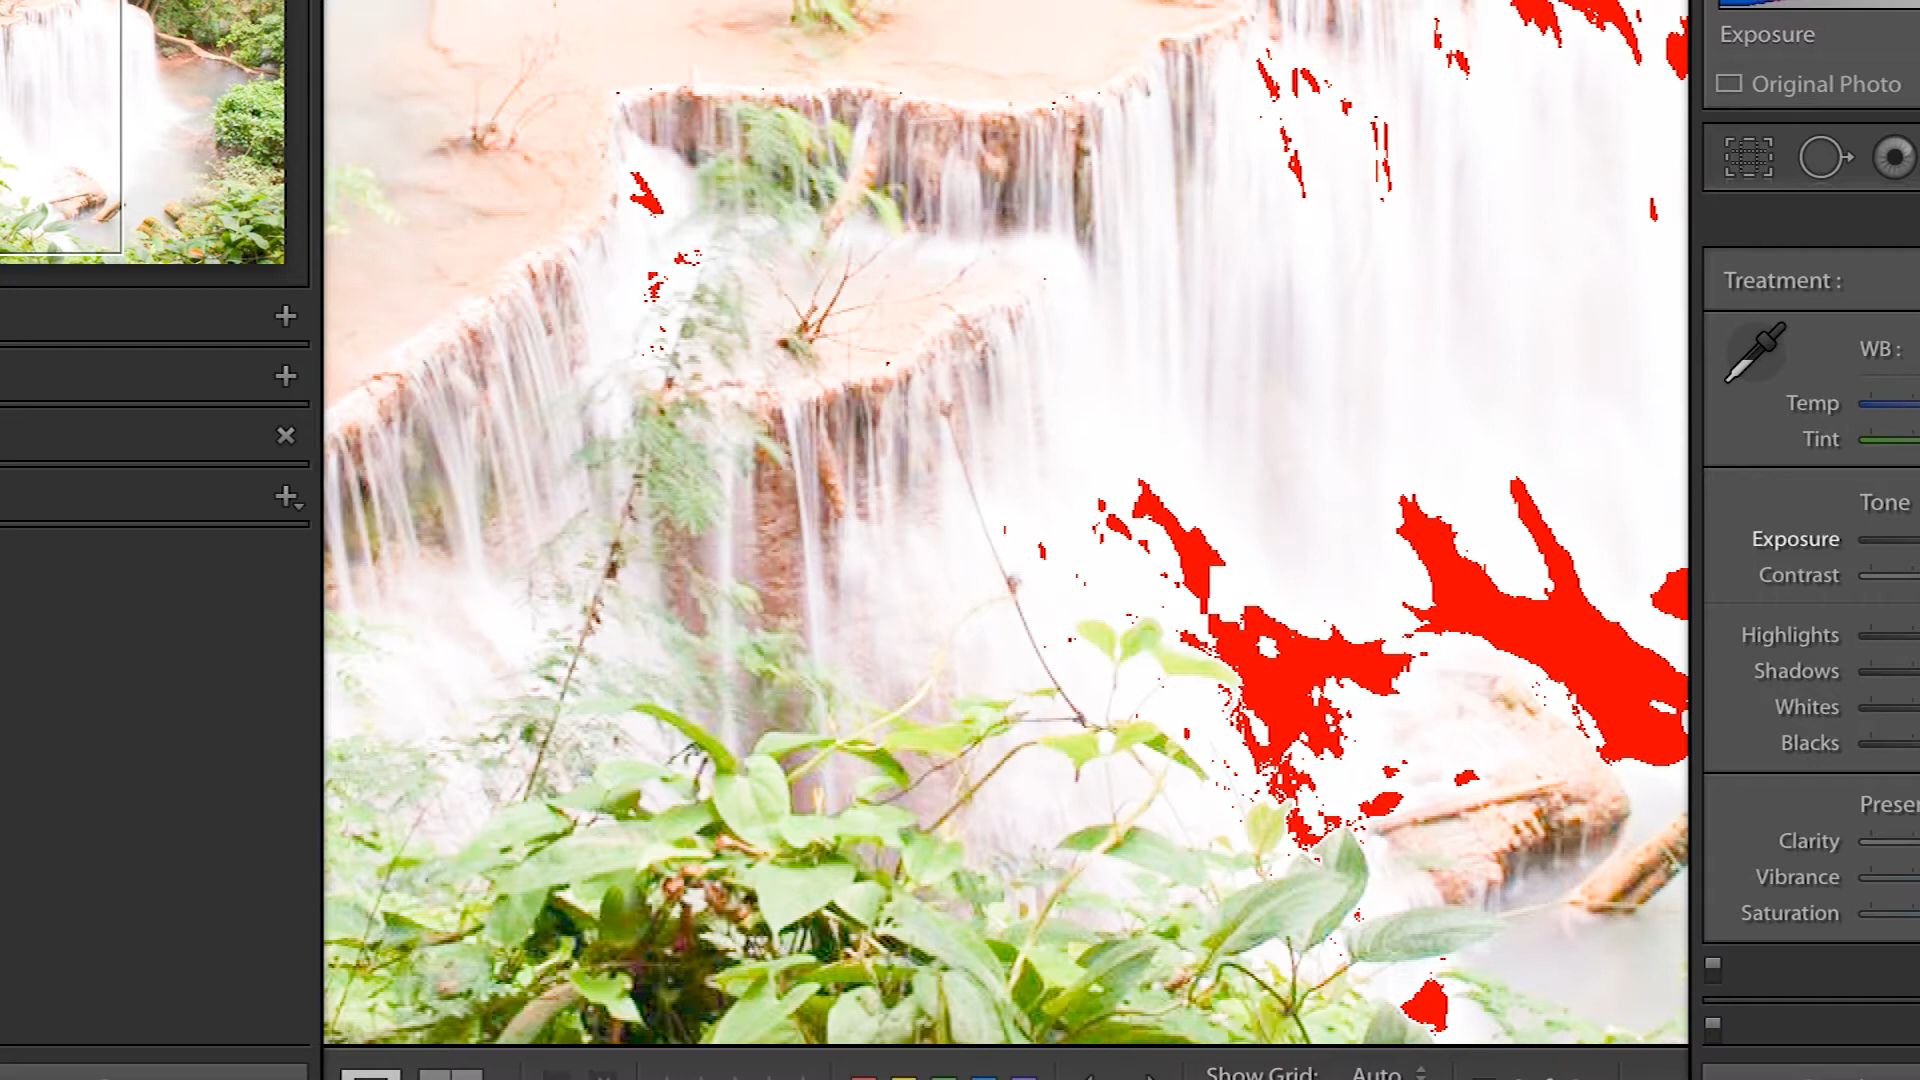 Exposure
Original Photo
Treatment :
WB :
Temp
Tint
Tone
Exposure
Contrast
Highlights
Shadows
Whites
Blacks
Clarity
Vibrance
Saturation
Show Grid: Auto